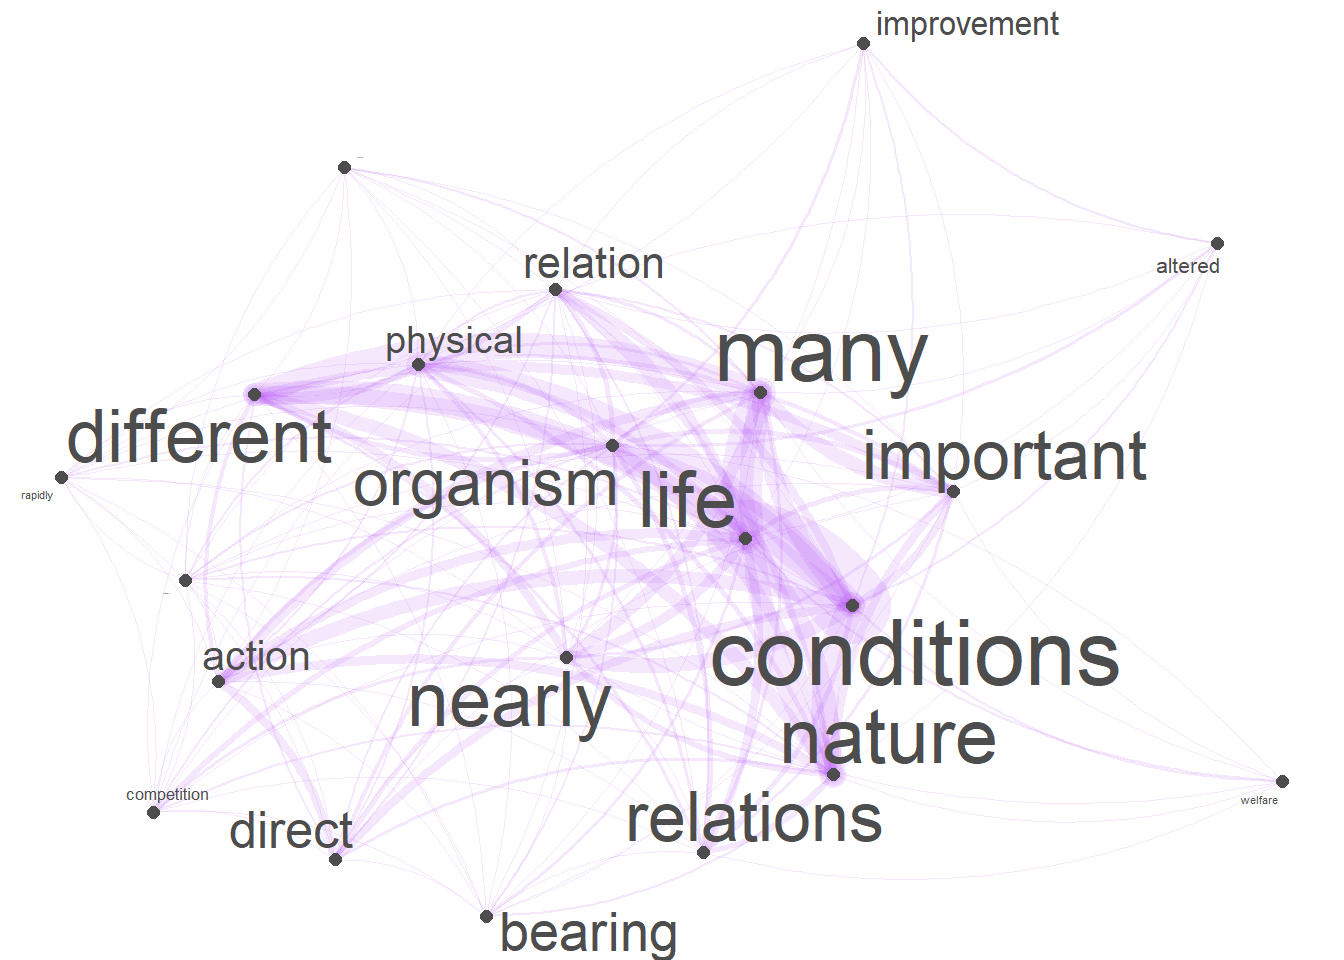 improvement
relation
altered
physical
many
different
important
organism
life
rapidly
action
conditions
nearly
nature
competition
welfare
direct
relations
bearing